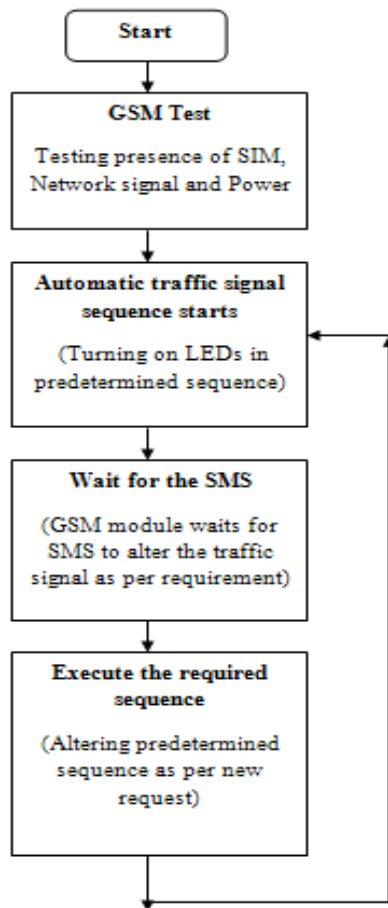 Start
GSM Test
Testing presence of SIM,
Network signal and Power
Automatic traffic signal
sequence starts
(Turning on LEDs in
predetermined sequence)
Wait for the SMS
(GSM module waits for
SMS to alter the traffic
signal as per requirement)
Execute the required
sequence
(Altering predetermined
sequence as per new
request)